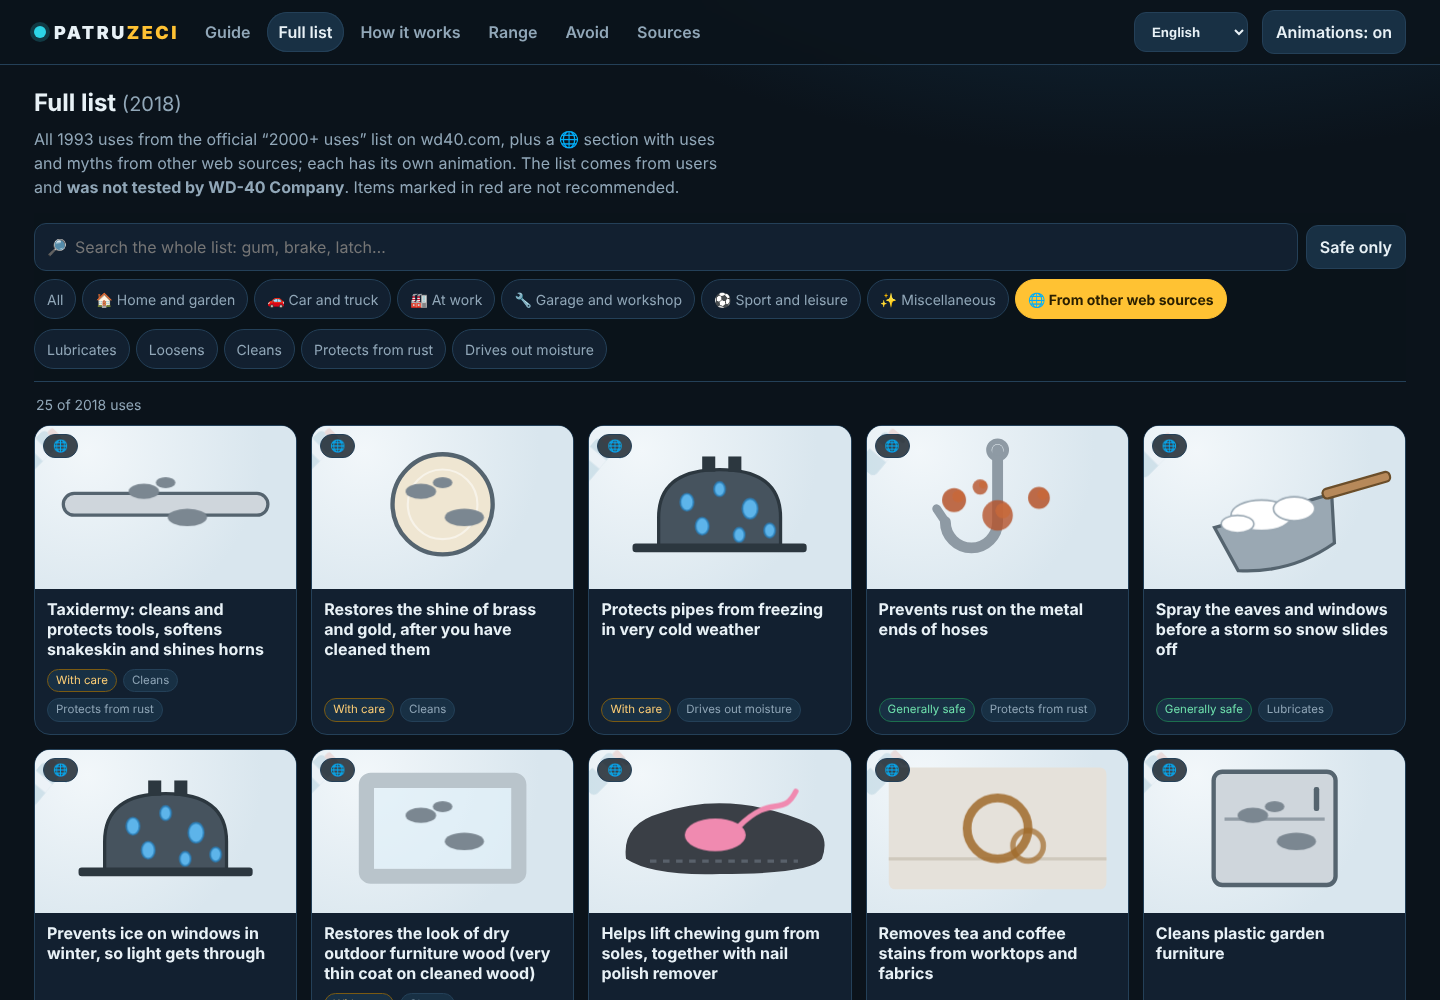 PATRUZECI
Guide
Full list
How it works
Range
Avoid
Sources
English
Animations: on
Full list (2018)
All 1993 uses from the official “2000+ uses” list on wd40.com, plus a 🌐 section with uses
and myths from other web sources; each has its own animation. The list comes from users
and was not tested by WD-40 Company. Items marked in red are not recommended.
🔎 Search the whole list: gum, brake, latch...
Safe only
All
🏠 Home and garden
🚗 Car and truck
🏭 At work
🔧 Garage and workshop
⚽ Sport and leisure
✨ Miscellaneous
🌐 From other web sources
Lubricates
Loosens
Cleans
Protects from rust
Drives out moisture
25 of 2018 uses
Taxidermy: cleans and
protects tools, softens
snakeskin and shines horns
With care
Cleans
Protects from rust
Restores the shine of brass
and gold, after you have
cleaned them
With care
Cleans
Protects pipes from freezing
in very cold weather
With care
Drives out moisture
Prevents rust on the metal
ends of hoses
Generally safe
Protects from rust
Spray the eaves and windows
before a storm so snow slides
off
Generally safe
Lubricates
Prevents ice on windows in
winter, so light gets through
Restores the look of dry
outdoor furniture wood (very
thin coat on cleaned wood)
Helps lift chewing gum from
soles, together with nail
polish remover
Removes tea and coffee
stains from worktops and
fabrics
Cleans plastic garden
furniture